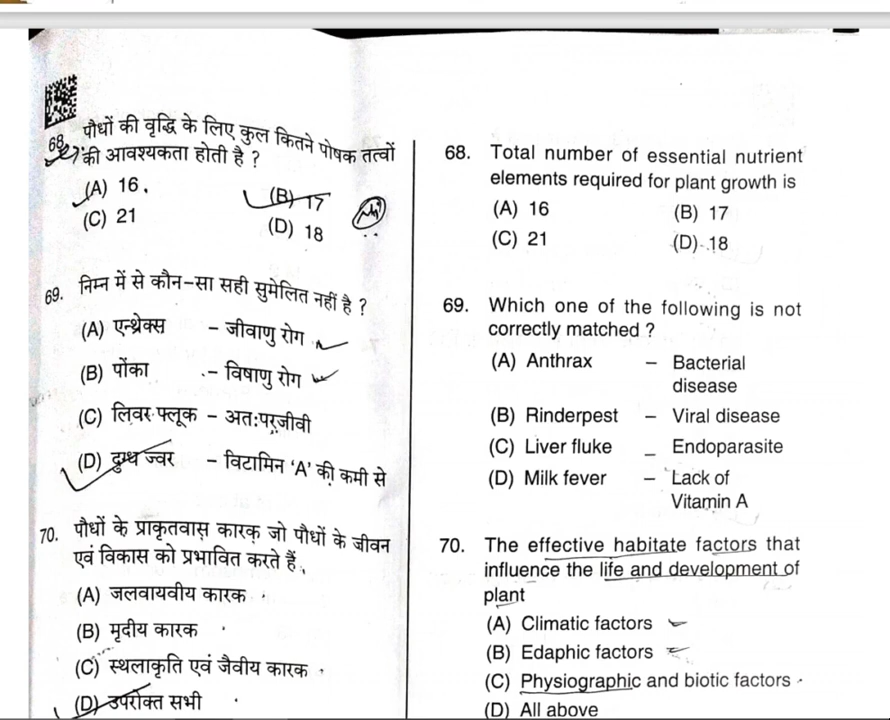 68. पौधों की वृद्धि के लिए कुल कितने पोषक तत्वों
की आवश्यकता होती है ?
(A) 16 (B) 17
(C) 21 (D) 18
69. निम्न में से कौन-सा सही सुमेलित नहीं है ?
(A) एन्थ्रेक्स – जीवाणु रोग
(B) पोंका – विषाणु रोग
(C) लिवर फ्लूक – अतःपरजीवी
(D) दुग्ध ज्वर – विटामिन 'A' की कमी से
70. पौधों के प्राकृतवास कारक जो पौधों के जीवन
एवं विकास को प्रभावित करते हैं
(A) जलवायवीय कारक
(B) मृदीय कारक
(C) स्थलाकृति एवं जैवीय कारक
(D) उपरोक्त सभी
68. Total number of essential nutrient
elements required for plant growth is
(A) 16 (B) 17
(C) 21 (D) 18
69. Which one of the following is not
correctly matched ?
(A) Anthrax – Bacterial
disease
(B) Rinderpest – Viral disease
(C) Liver fluke – Endoparasite
(D) Milk fever – Lack of
Vitamin A
70. The effective habitate factors that
influence the life and development of
plant
(A) Climatic factors
(B) Edaphic factors
(C) Physiographic and biotic factors
(D) All above